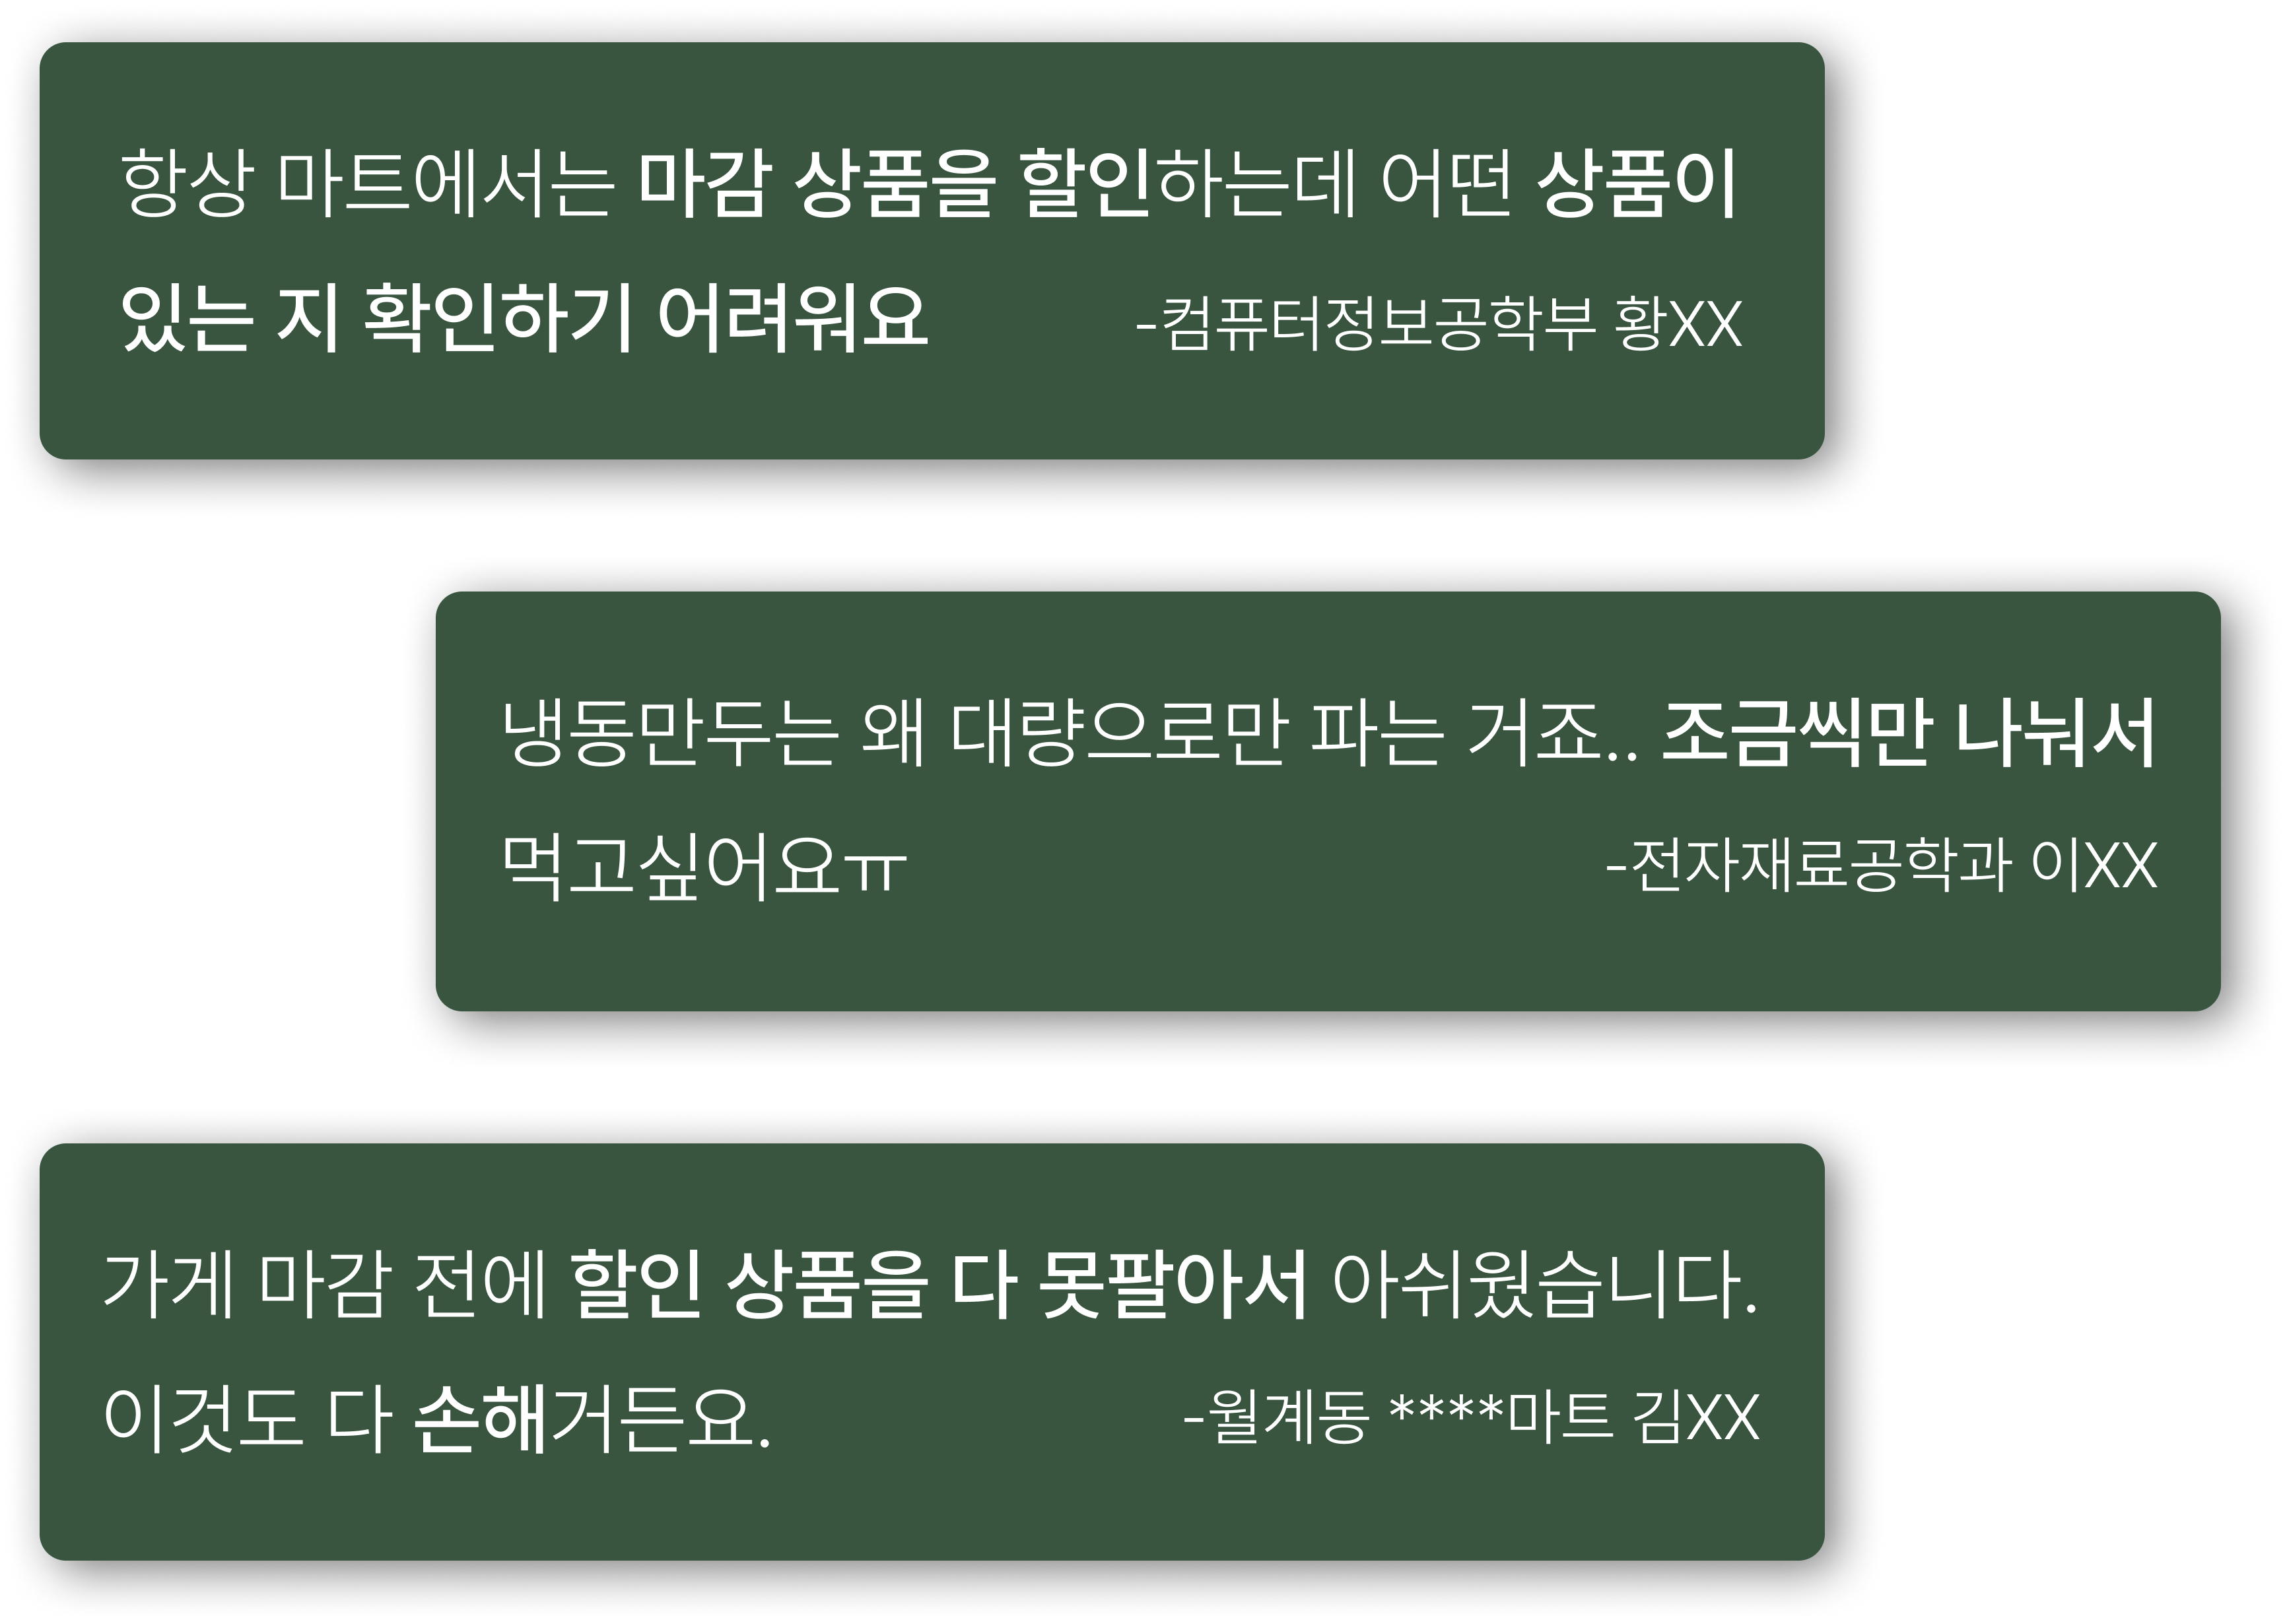 항상 마트에서는 마감 상품을 할인하는데 어떤 상품이
있는 지 확인하기 어려워요 -컴퓨터정보공학부 황XX
냉동만두는 왜 대량으로만 파는 거죠.. 조금씩만 나눠서
먹고싶어요ㅠ -전자재료공학과 이XX
가게 마감 전에 할인 상품을 다 못팔아서 아쉬웠습니다.
이것도 다 손해거든요. -월계동 ****마트 김XX